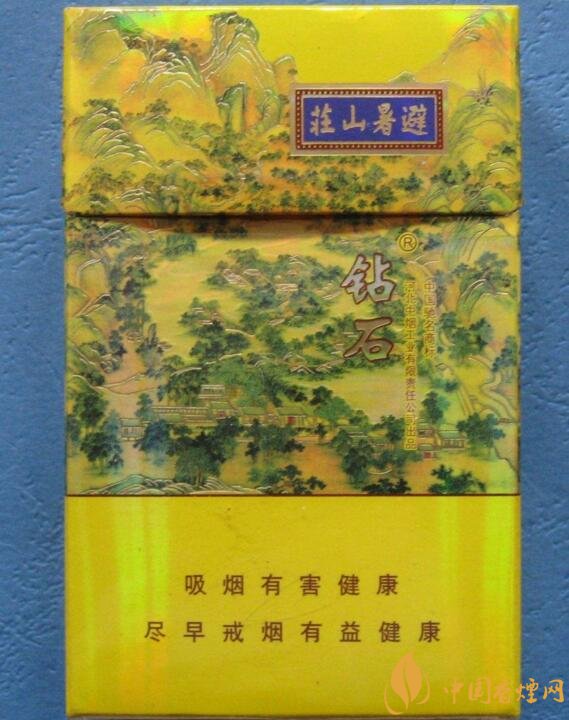 莊山暑避
®
钻石
中国驰名商标
河北中烟工业有限责任公司出品
吸烟有害健康
尽早戒烟有益健康
中国香煙网